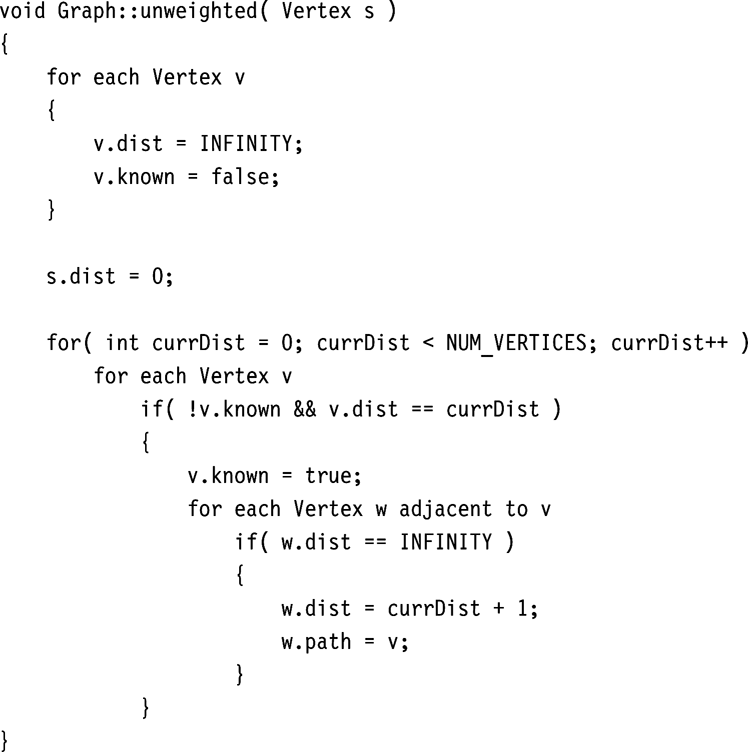 void Graph::unweighted( Vertex s )
{
    for each Vertex v
    {
        v.dist = INFINITY;
        v.known = false;
    }

    s.dist = 0;

    for( int currDist = 0; currDist < NUM_VERTICES; currDist++ )
        for each Vertex v
            if( !v.known && v.dist == currDist )
            {
                v.known = true;
                for each Vertex w adjacent to v
                    if( w.dist == INFINITY )
                    {
                        w.dist = currDist + 1;
                        w.path = v;
                    }
            }
}